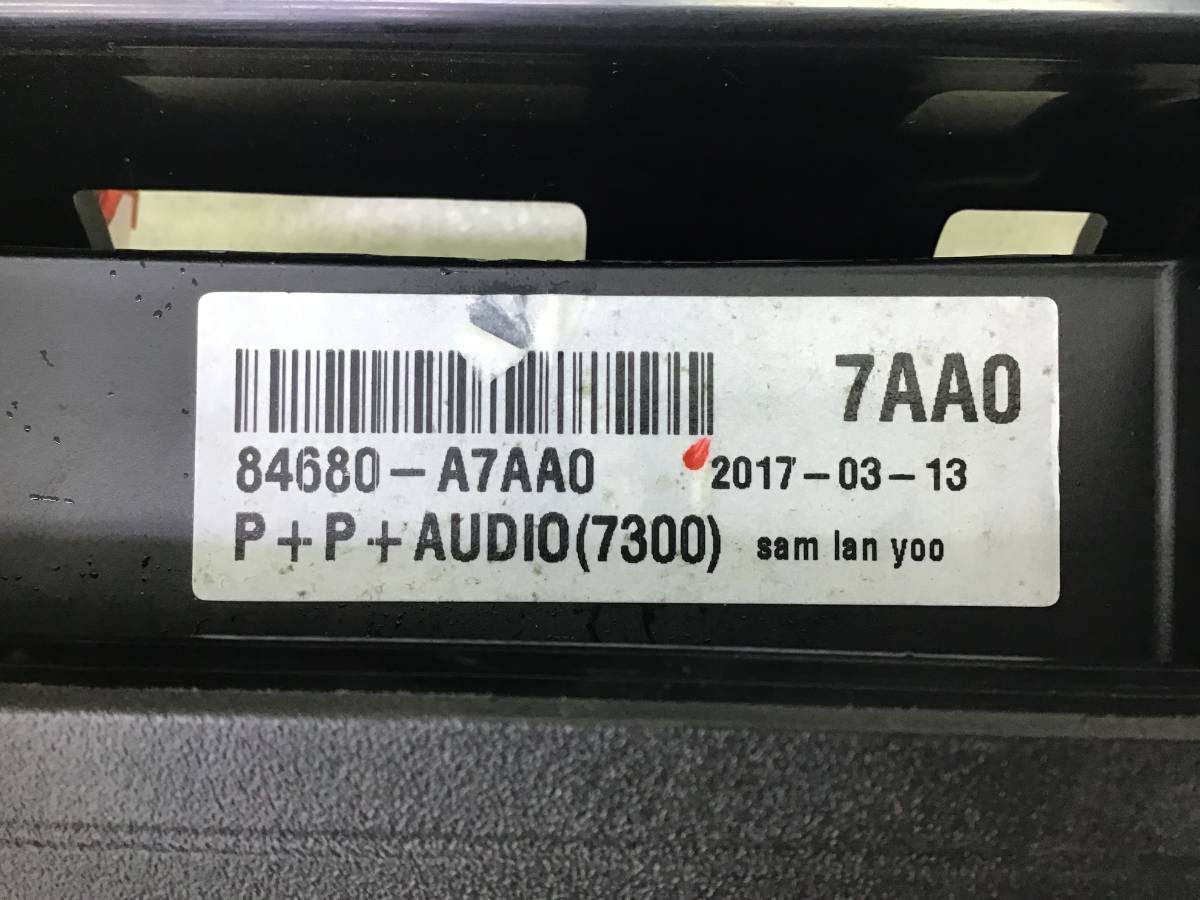 7AA0
84680-A7AA0 2017-03-13
P+P+AUDIO(7300) sam lan yoo